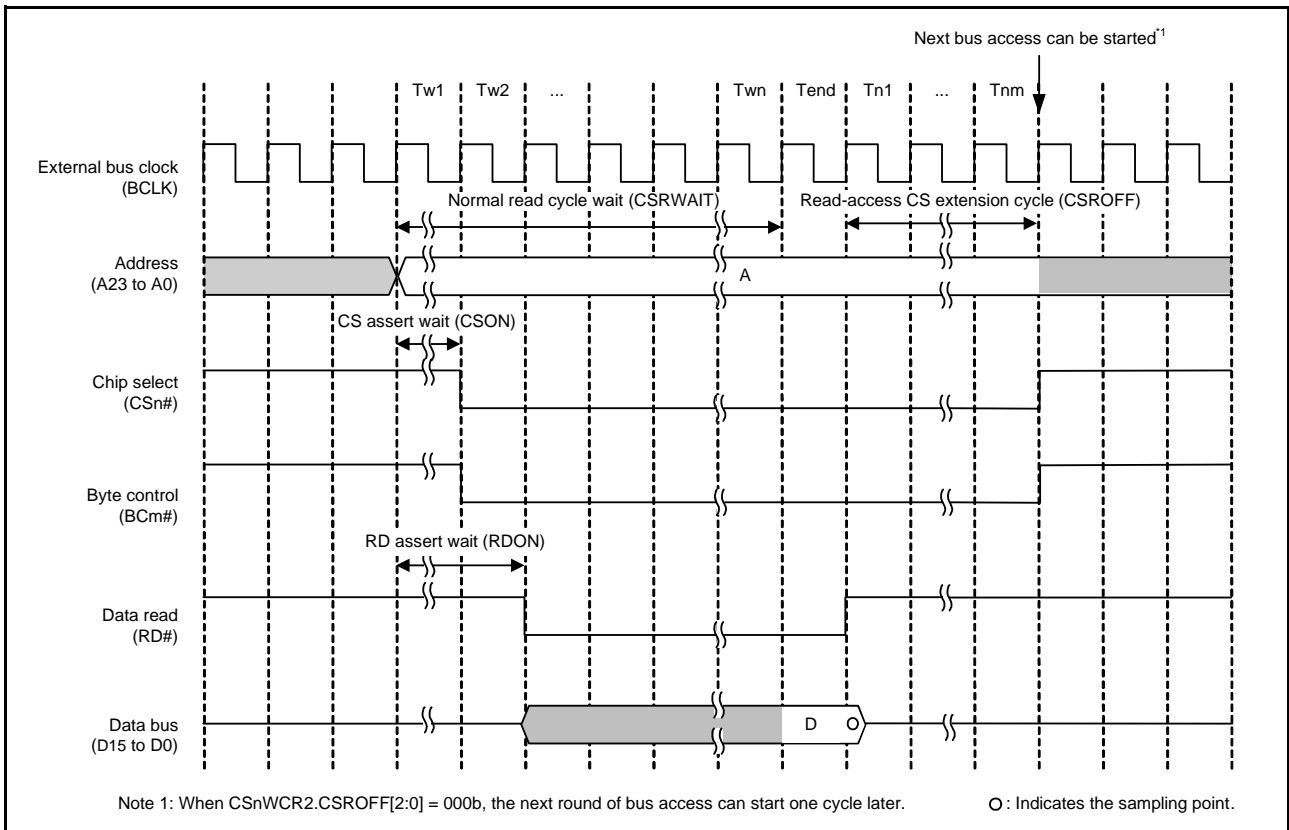 Next bus access can be started*1
Tw1 Tw2 ... Twn Tend Tn1 ... Tnm
External bus clock
(BCLK)
Normal read cycle wait (CSRWAIT) Read-access CS extension cycle (CSROFF)
Address
(A23 to A0)
A
CS assert wait (CSON)
Chip select
(CSn#)
Byte control
(BCm#)
RD assert wait (RDON)
Data read
(RD#)
Data bus
(D15 to D0)
D
Note 1: When CSnWCR2.CSROFF[2:0] = 000b, the next round of bus access can start one cycle later. : Indicates the sampling point.